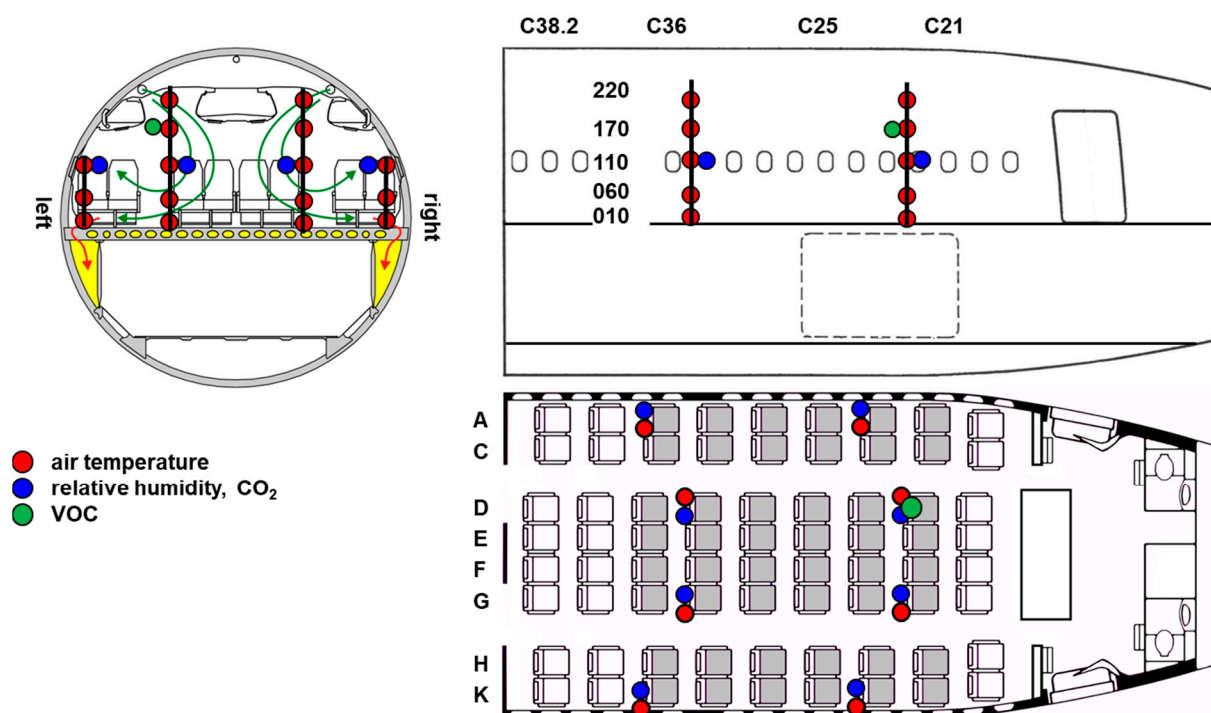 C38.2 C36 C25 C21
220
170
110
060
010
left
right
A
C
D
E
F
G
H
K
air temperature
relative humidity, CO₂
VOC